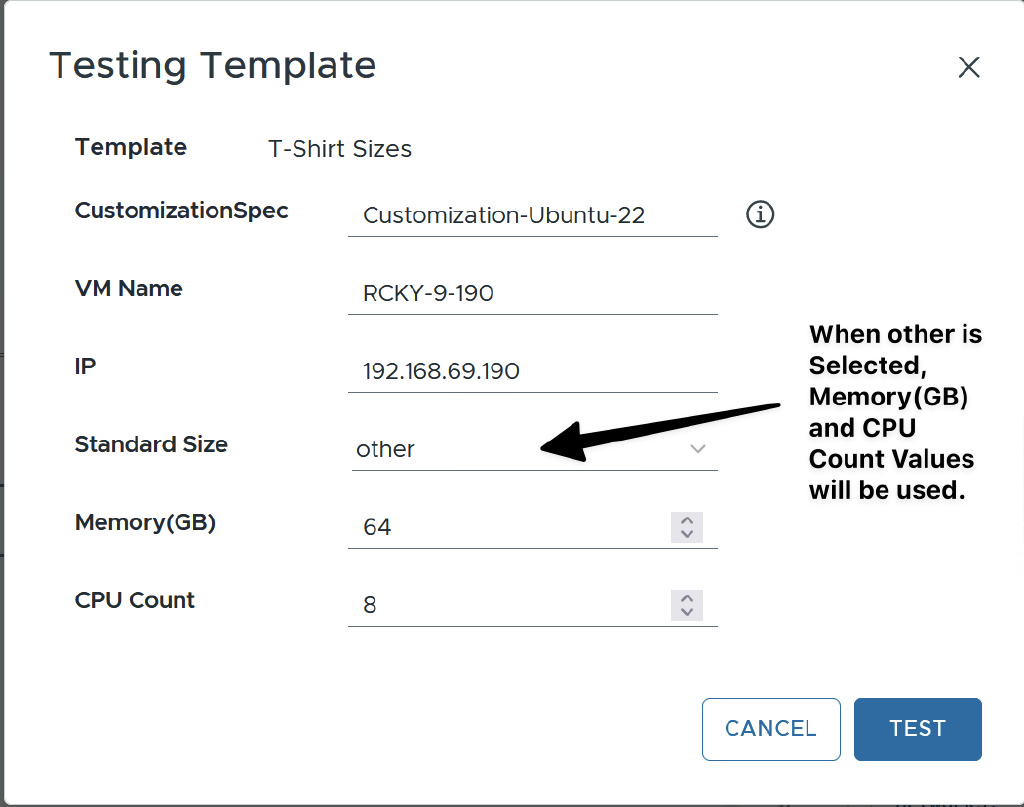 Testing Template
Template T-Shirt Sizes
CustomizationSpec Customization-Ubuntu-22
VM Name RCKY-9-190
IP 192.168.69.190
Standard Size other
Memory(GB) 64
CPU Count 8
When other is
Selected,
Memory(GB)
and CPU
Count Values
will be used.
CANCEL TEST